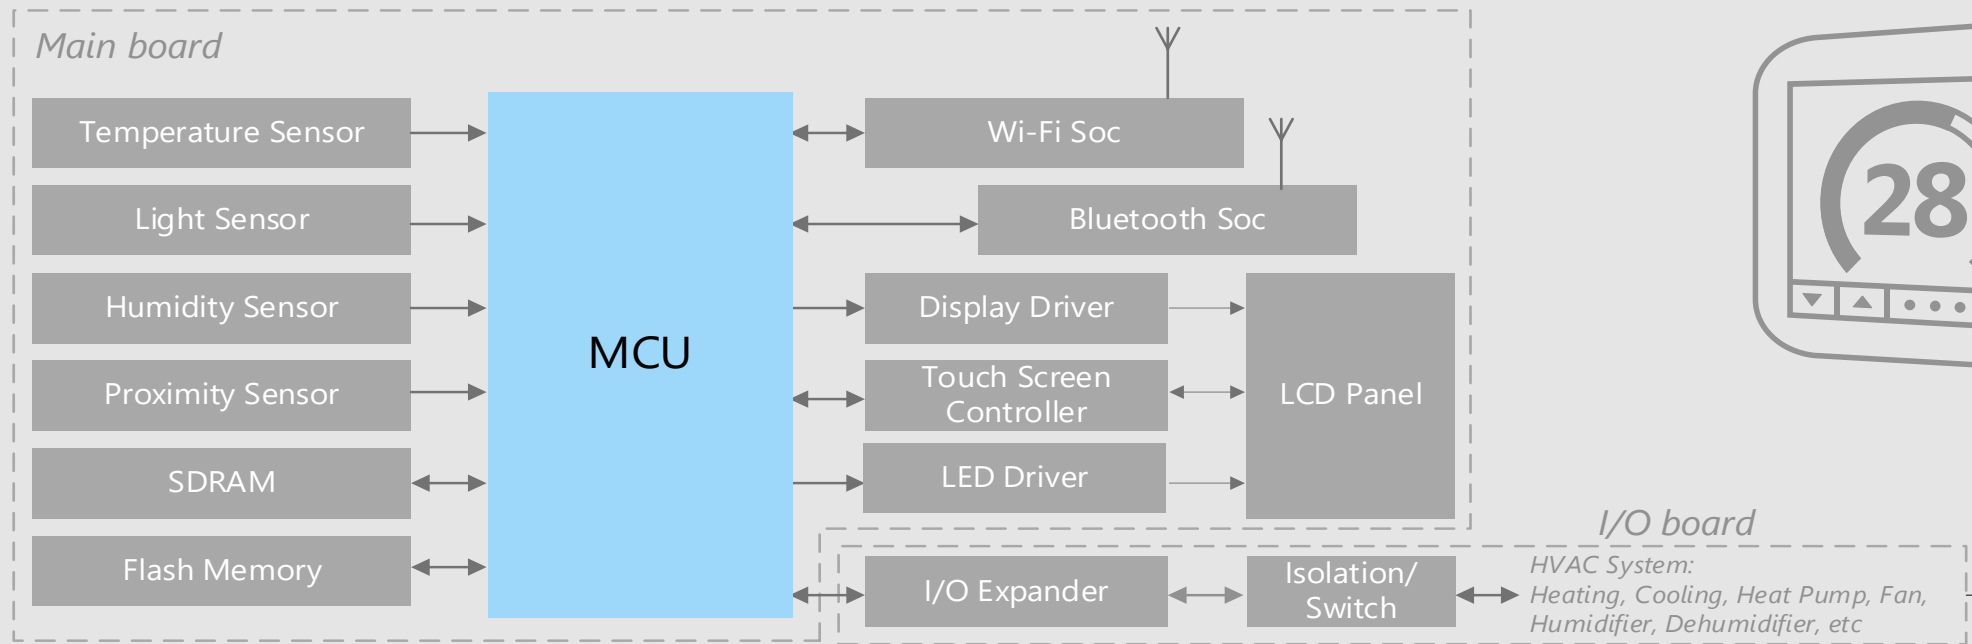 Main board
Temperature Sensor
Light Sensor
Humidity Sensor
Proximity Sensor
SDRAM
Flash Memory
MCU
Wi-Fi Soc
Bluetooth Soc
Display Driver
Touch Screen
Controller
LED Driver
LCD Panel
28
I/O board
I/O Expander
Isolation/
Switch
HVAC System:
Heating, Cooling, Heat Pump, Fan,
Humidifier, Dehumidifier, etc